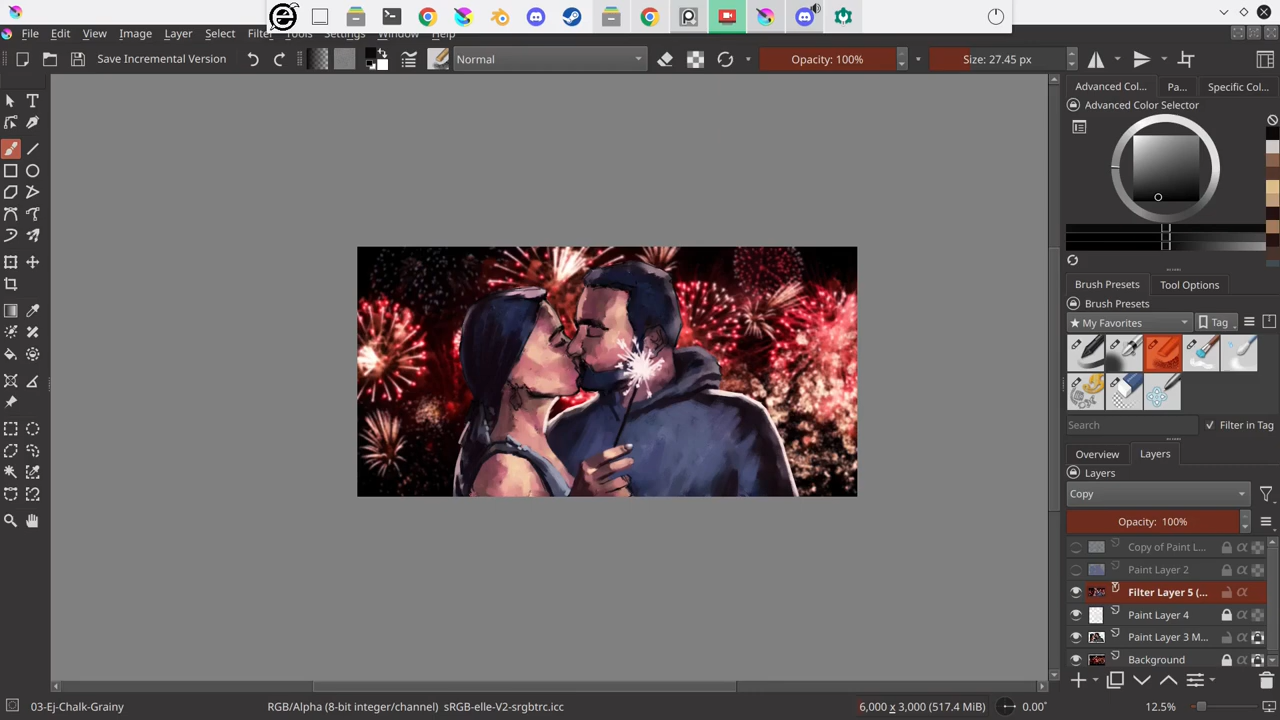 File Edit View Image Layer Select Filter Tools Settings Window Help
Save Incremental Version Normal Opacity: 100% Size: 27.45 px
Advanced Col... Pa... Specific Col...
Advanced Color Selector
Brush Presets Tool Options
Brush Presets
★ My Favorites Tag
Search Filter in Tag
Overview Layers
Layers
Copy
Opacity: 100%
Copy of Paint L...
Paint Layer 2
Filter Layer 5 (...
Paint Layer 4
Paint Layer 3 M...
Background
03-Ej-Chalk-Grainy RGB/Alpha (8-bit integer/channel) sRGB-elle-V2-srgbtrc.icc 6,000 x 3,000 (517.4 MiB) 0.00° 12.5%